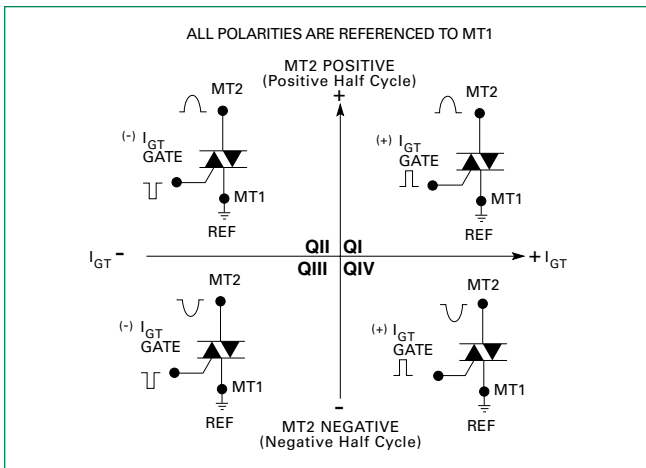 ALL POLARITIES ARE REFERENCED TO MT1
MT2 POSITIVE
(Positive Half Cycle)
+
MT2
(-) IGT
GATE
MT1
REF
MT2
(+) IGT
GATE
MT1
REF
IGT -
QII QI
QIII QIV
+ IGT
MT2
(-) IGT
GATE
MT1
REF
MT2
(+) IGT
GATE
MT1
REF
-
MT2 NEGATIVE
(Negative Half Cycle)